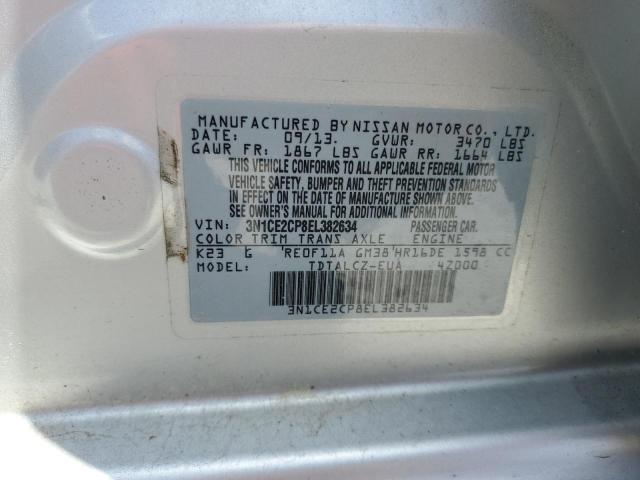 MANUFACTURED BY NISSAN MOTOR CO., LTD.
DATE: 09/13. GVWR: 3470 LBS
GAWR FR: 1867 LBS GAWR RR: 1664 LBS
THIS VEHICLE CONFORMS TO ALL APPLICABLE FEDERAL MOTOR
VEHICLE SAFETY, BUMPER AND THEFT PREVENTION STANDARDS
IN EFFECT ON THE DATE OF MANUFACTURE SHOWN ABOVE.
SEE OWNER'S MANUAL FOR ADDITIONAL INFORMATION.
VIN: 3N1CE2CP8EL382634 PASSENGER CAR.
COLOR TRIM TRANS AXLE ENGINE
K23 G 'RE0F11A GM38'HR16DE 1598 CC
MODEL: TDTALCZ-EUA 4Z000
3N1CE2CP8EL382634